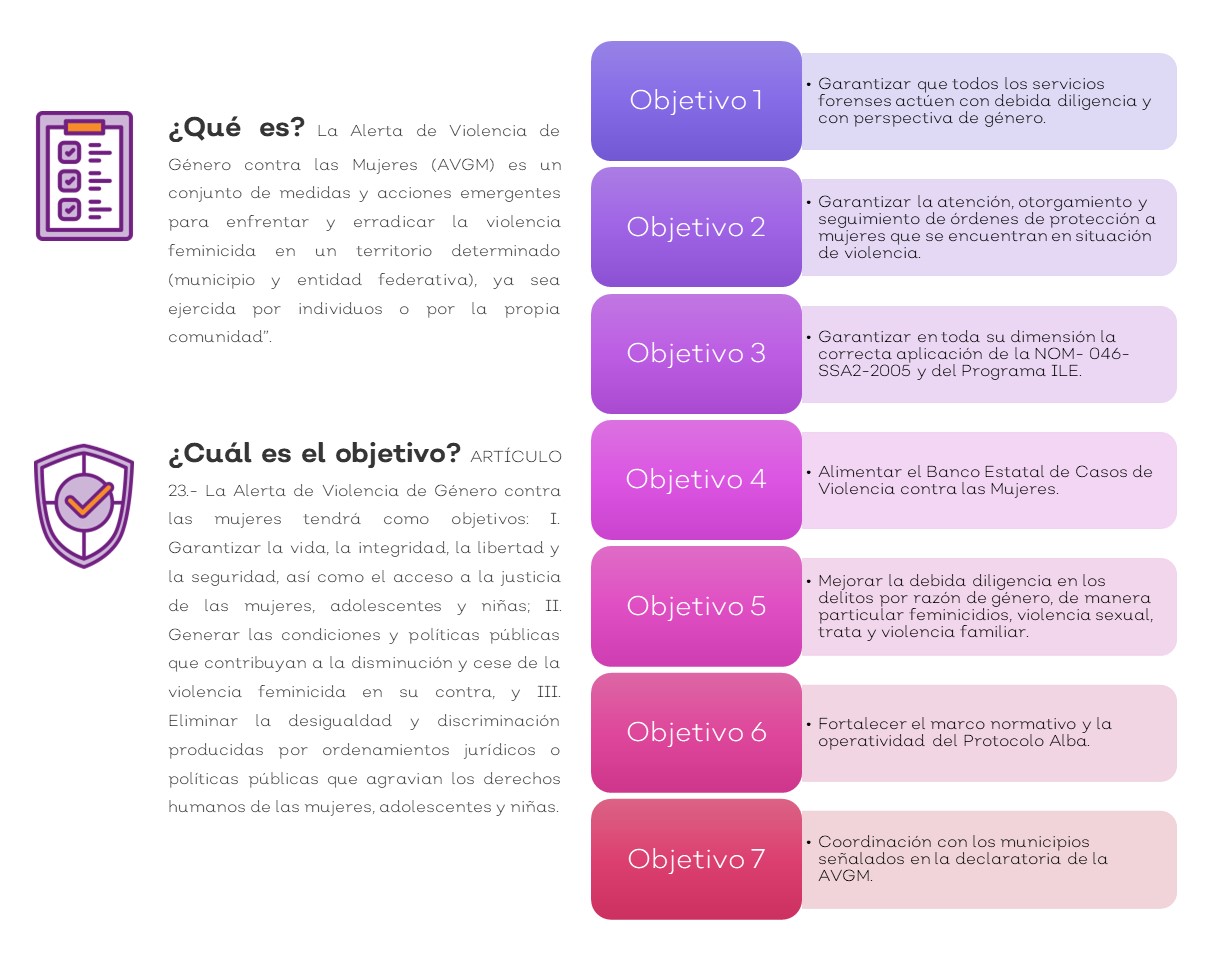 ¿Qué es? La Alerta de Violencia de
Género contra las Mujeres (AVGM) es un
conjunto de medidas y acciones emergentes
para enfrentar y erradicar la violencia
feminicida en un territorio determinado
(municipio y entidad federativa), ya sea
ejercida por individuos o por la propia
comunidad”.
¿Cuál es el objetivo? ARTÍCULO
23.- La Alerta de Violencia de Género contra
las mujeres tendrá como objetivos: I.
Garantizar la vida, la integridad, la libertad y
la seguridad, así como el acceso a la justicia
de las mujeres, adolescentes y niñas; II.
Generar las condiciones y políticas públicas
que contribuyan a la disminución y cese de la
violencia feminicida en su contra, y III.
Eliminar la desigualdad y discriminación
producidas por ordenamientos jurídicos o
políticas públicas que agravian los derechos
humanos de las mujeres, adolescentes y niñas.
Objetivo 1
• Garantizar que todos los servicios
forenses actúen con debida diligencia y
con perspectiva de género.
Objetivo 2
• Garantizar la atención, otorgamiento y
seguimiento de órdenes de protección a
mujeres que se encuentran en situación
de violencia.
Objetivo 3
• Garantizar en toda su dimensión la
correcta aplicación de la NOM- 046-
SSA2-2005 y del Programa ILE.
Objetivo 4
• Alimentar el Banco Estatal de Casos de
Violencia contra las Mujeres.
Objetivo 5
• Mejorar la debida diligencia en los
delitos por razón de género, de manera
particular feminicidios, violencia sexual,
trata y violencia familiar.
Objetivo 6
• Fortalecer el marco normativo y la
operatividad del Protocolo Alba.
Objetivo 7
• Coordinación con los municipios
señalados en la declaratoria de la
AVGM.